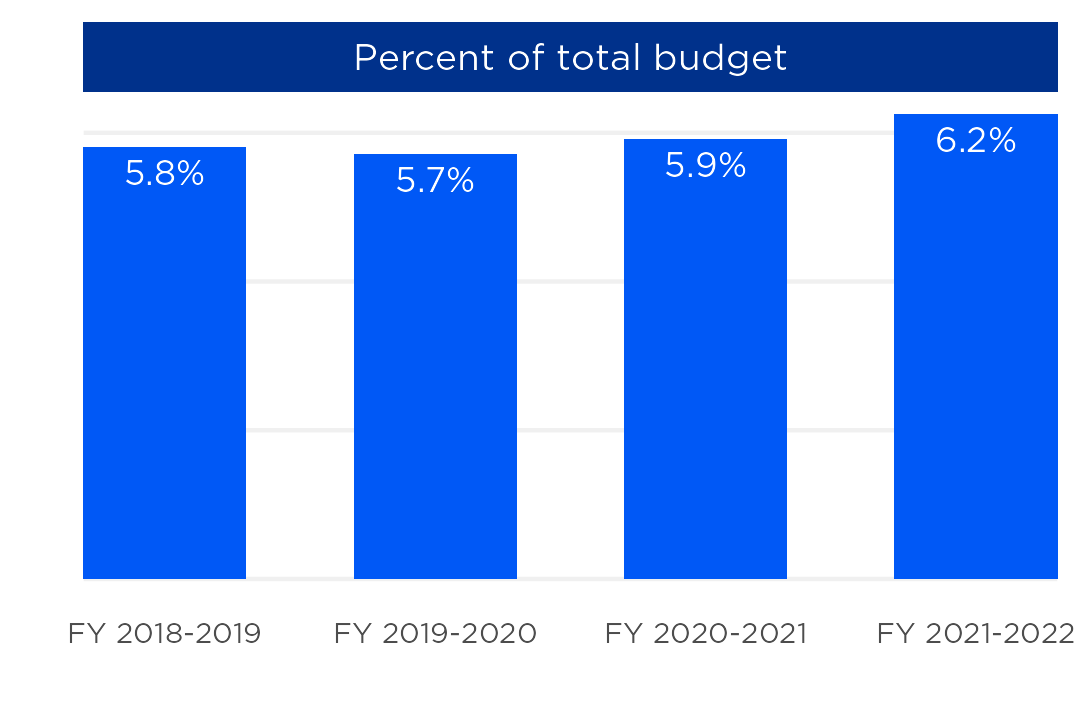 Percent of total budget
5.8%
5.7%
5.9%
6.2%
FY 2018-2019
FY 2019-2020
FY 2020-2021
FY 2021-2022